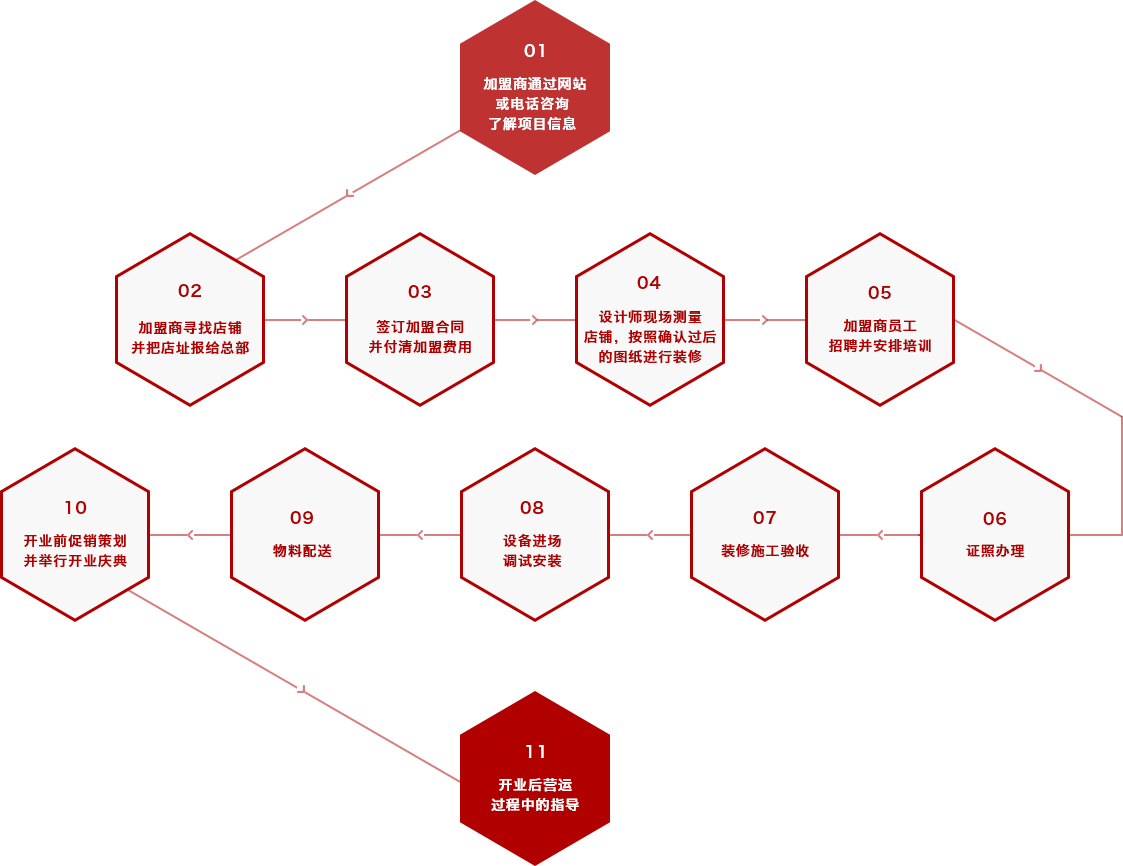 01
加盟商通过网站
或电话咨询
了解项目信息
02
加盟商寻找店铺
并把店址报给总部
03
签订加盟合同
并付清加盟费用
04
设计师现场测量
店铺，按照确认过后
的图纸进行装修
05
加盟商员工
招聘并安排培训
06
证照办理
07
装修施工验收
08
设备进场
调试安装
09
物料配送
10
开业前促销策划
并举行开业庆典
11
开业后营运
过程中的指导